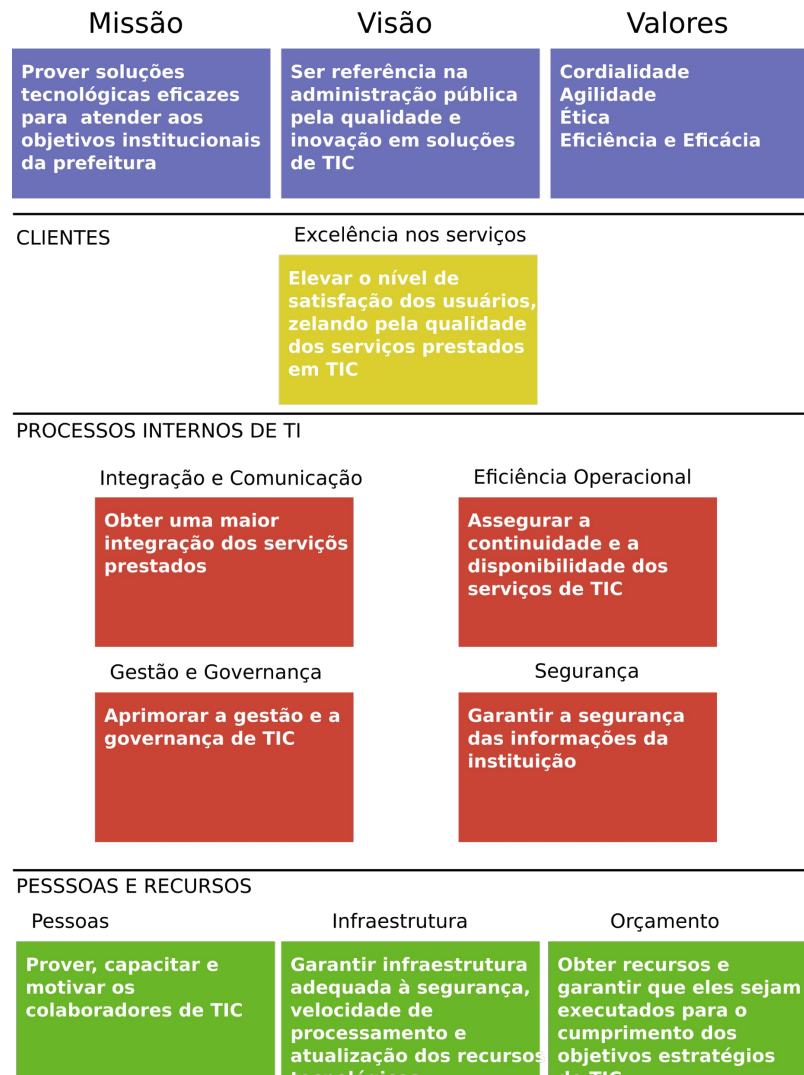 Missão
Visão
Valores
Prover soluções
tecnológicas eficazes
para  atender aos
objetivos institucionais
da prefeitura
Ser referência na
administração pública
pela qualidade e
inovação em soluções
de TIC
Cordialidade
Agilidade
Ética
Eficiência e Eficácia
CLIENTES
Excelência nos serviços
Elevar o nível de
satisfação dos usuários,
zelando pela qualidade
dos serviços prestados
em TIC
PROCESSOS INTERNOS DE TI
Integração e Comunicação
Obter uma maior
integração dos serviçõs
prestados
Eficiência Operacional
Assegurar a
continuidade e a
disponibilidade dos
serviços de TIC
Gestão e Governança
Aprimorar a gestão e a
governança de TIC
Segurança
Garantir a segurança
das informações da
instituição
PESSSOAS E RECURSOS
Pessoas
Prover, capacitar e
motivar os
colaboradores de TIC
Infraestrutura
Garantir infraestrutura
adequada à segurança,
velocidade de
processamento e
atualização dos recursos
tecnológicos
Orçamento
Obter recursos e
garantir que eles sejam
executados para o
cumprimento dos
objetivos estratégios
de TIC